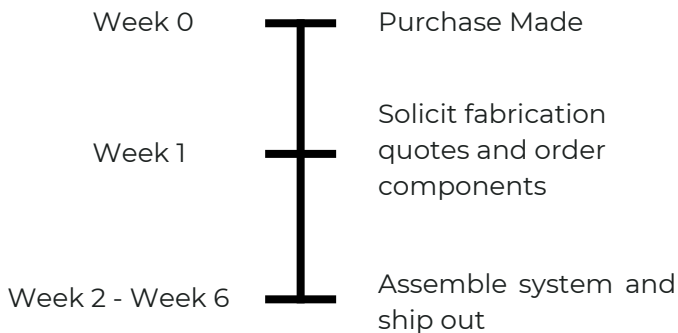 Week 0
Purchase Made
Week 1
Solicit fabrication
quotes and order
components
Week 2 - Week 6
Assemble system and
ship out